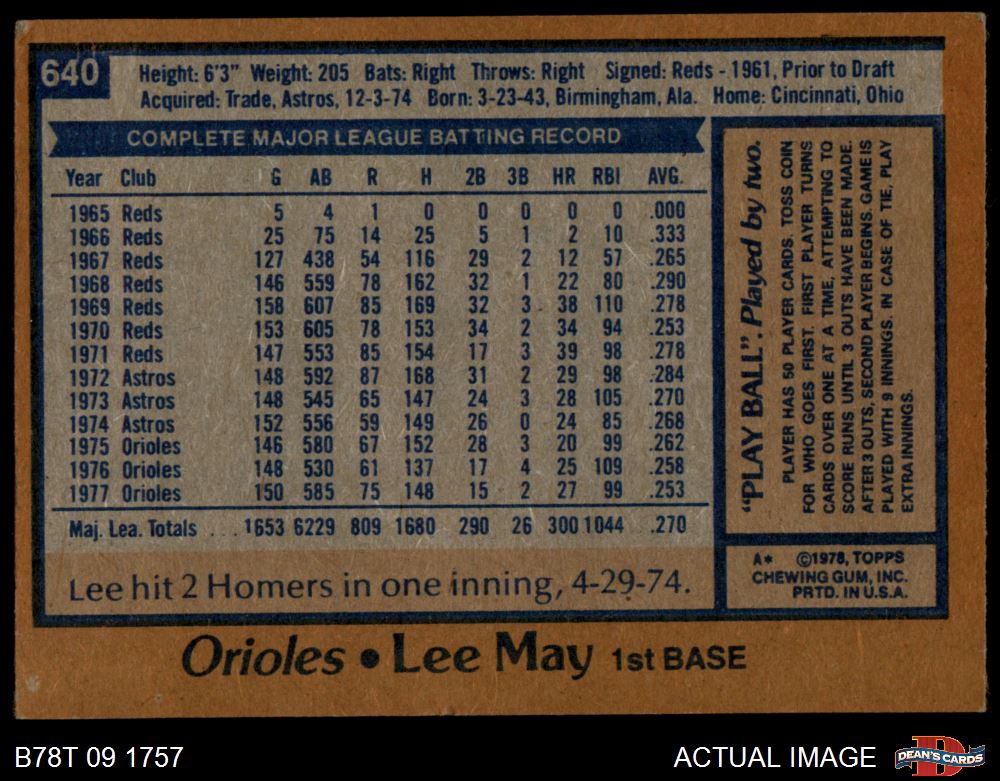 640
Height: 6'3" Weight: 205 Bats: Right Throws: Right Signed: Reds - 1961, Prior to Draft
Acquired: Trade, Astros, 12-3-74 Born: 3-23-43, Birmingham, Ala. Home: Cincinnati, Ohio
COMPLETE MAJOR LEAGUE BATTING RECORD
Year Club G AB R H 2B 3B HR RBI AVG.
1965 Reds 5 4 1 0 0 0 0 0 .000
1966 Reds 25 75 14 25 5 1 2 10 .333
1967 Reds 127 438 54 116 29 2 12 57 .265
1968 Reds 146 559 78 162 32 1 22 80 .290
1969 Reds 158 607 85 169 32 3 38 110 .278
1970 Reds 153 605 78 153 34 2 34 94 .253
1971 Reds 147 553 85 154 17 3 39 98 .278
1972 Astros 148 592 87 168 31 2 29 98 .284
1973 Astros 148 545 65 147 24 3 28 105 .270
1974 Astros 152 556 59 149 26 0 24 85 .268
1975 Orioles 146 580 67 152 28 3 20 99 .262
1976 Orioles 148 530 61 137 17 4 25 109 .258
1977 Orioles 150 585 75 148 15 2 27 99 .253
Maj. Lea. Totals ... 1653 6229 809 1680 290 26 300 1044 .270
Lee hit 2 Homers in one inning, 4-29-74.
"PLAY BALL". Played by two.
PLAYER HAS 50 PLAYER CARDS. TOSS COIN
FOR WHO GOES FIRST. FIRST PLAYER TURNS
CARDS OVER ONE AT A TIME, ATTEMPTING TO
SCORE RUNS UNTIL 3 OUTS HAVE BEEN MADE.
AFTER 3 OUTS, SECOND PLAYER BEGINS. GAME IS
PLAYED WITH 9 INNINGS. IN CASE OF TIE, PLAY
EXTRA INNINGS.
A* ©1978, TOPPS
CHEWING GUM, INC.
PRTD. IN U.S.A.
Orioles • Lee May 1st BASE
B78T 09 1757
ACTUAL IMAGE
D
DEAN'S CARDS